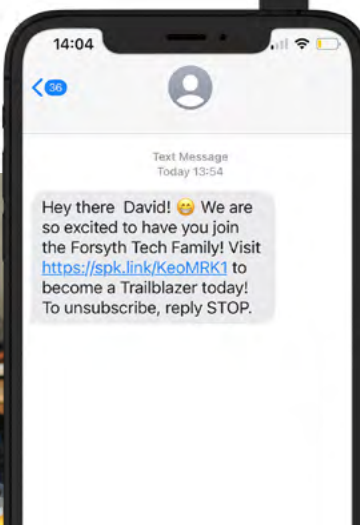 14:04
36
Text Message
Today 13:54
Hey there  David! 😁 We are
so excited to have you join
the Forsyth Tech Family! Visit
https://spk.link/KeoMRK1 to
become a Trailblazer today!
To unsubscribe, reply STOP.